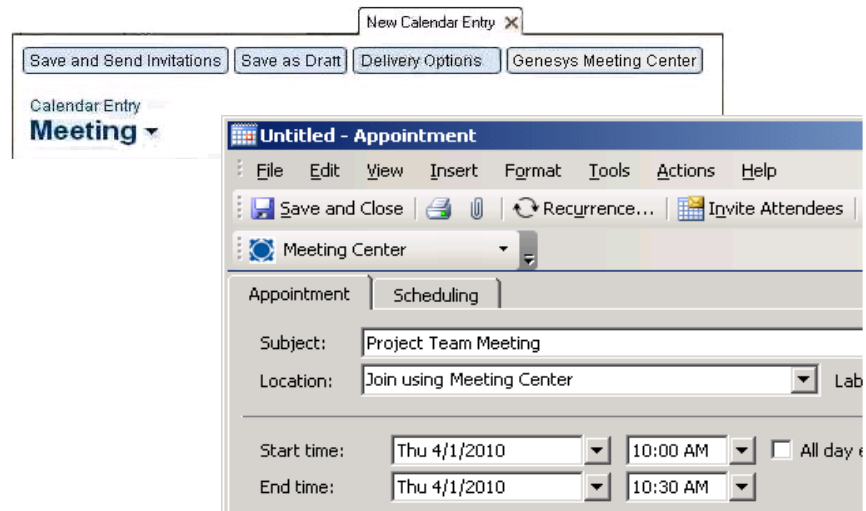 New Calendar Entry
Save and Send Invitations Save as Draft Delivery Options Genesys Meeting Center
Calendar Entry
Meeting
Untitled - Appointment
File Edit View Insert Format Tools Actions Help
Save and Close Recurrence... Invite Attendees
Meeting Center
Appointment Scheduling
Subject: Project Team Meeting
Location: Join using Meeting Center Lab
Start time: Thu 4/1/2010 10:00 AM All day e
End time: Thu 4/1/2010 10:30 AM